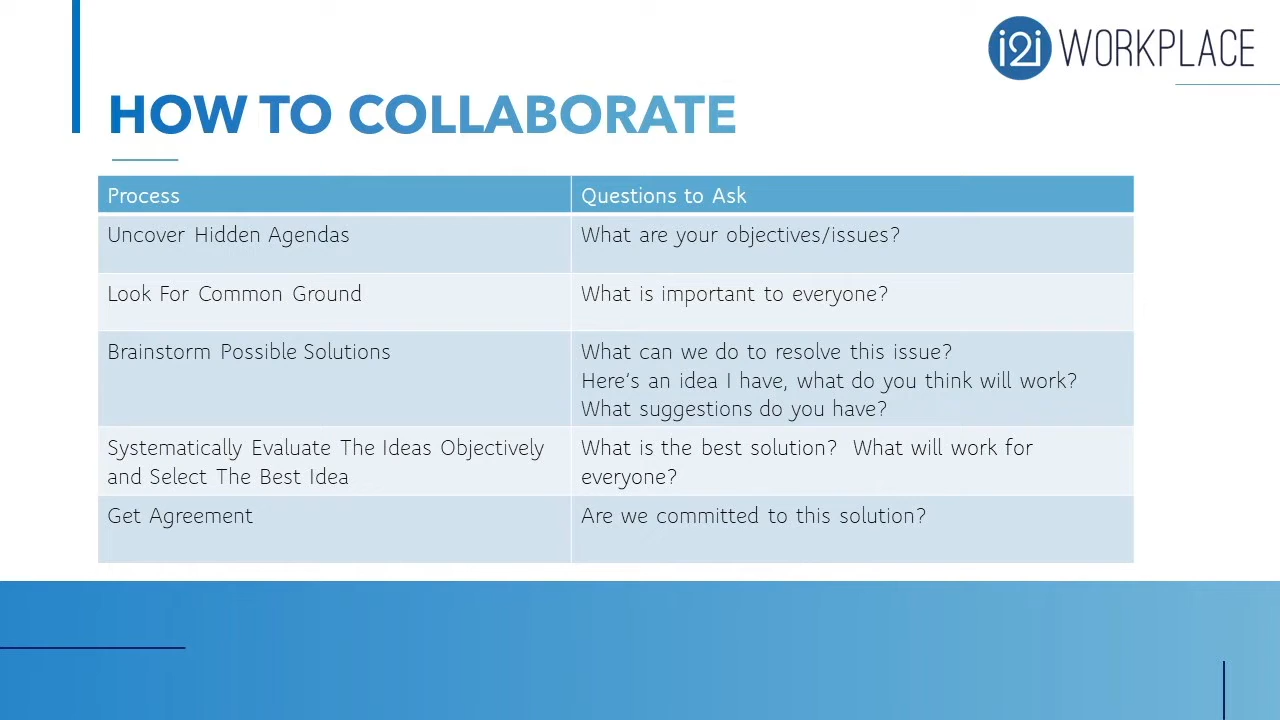 i2i WORKPLACE
HOW TO COLLABORATE
Process
Questions to Ask
Uncover Hidden Agendas
What are your objectives/issues?
Look For Common Ground
What is important to everyone?
Brainstorm Possible Solutions
What can we do to resolve this issue?
Here's an idea I have, what do you think will work?
What suggestions do you have?
Systematically Evaluate The Ideas Objectively
and Select The Best Idea
What is the best solution?  What will work for
everyone?
Get Agreement
Are we committed to this solution?